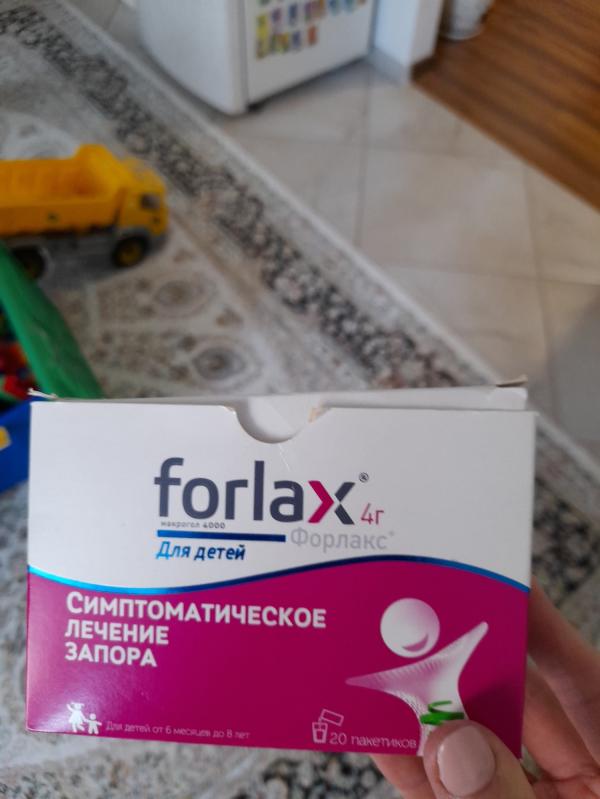 forlax® 4г
макрогол 4000
Форлакс®
Для детей
СИМПТОМАТИЧЕСКОЕ
ЛЕЧЕНИЕ
ЗАПОРА
Для детей от 6 месяцев до 8 лет
20 пакетиков